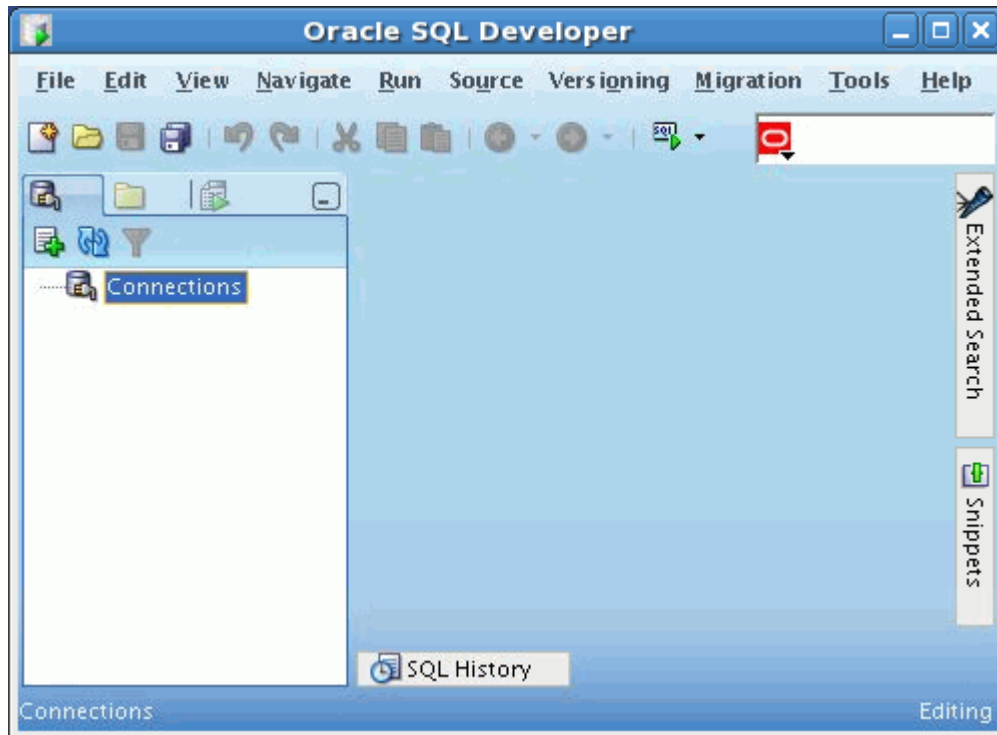 Oracle SQL Developer
File Edit View Navigate Run Source Versioning Migration Tools Help
SQL
Connections
Extended Search
Snippets
SQL History
Connections Editing